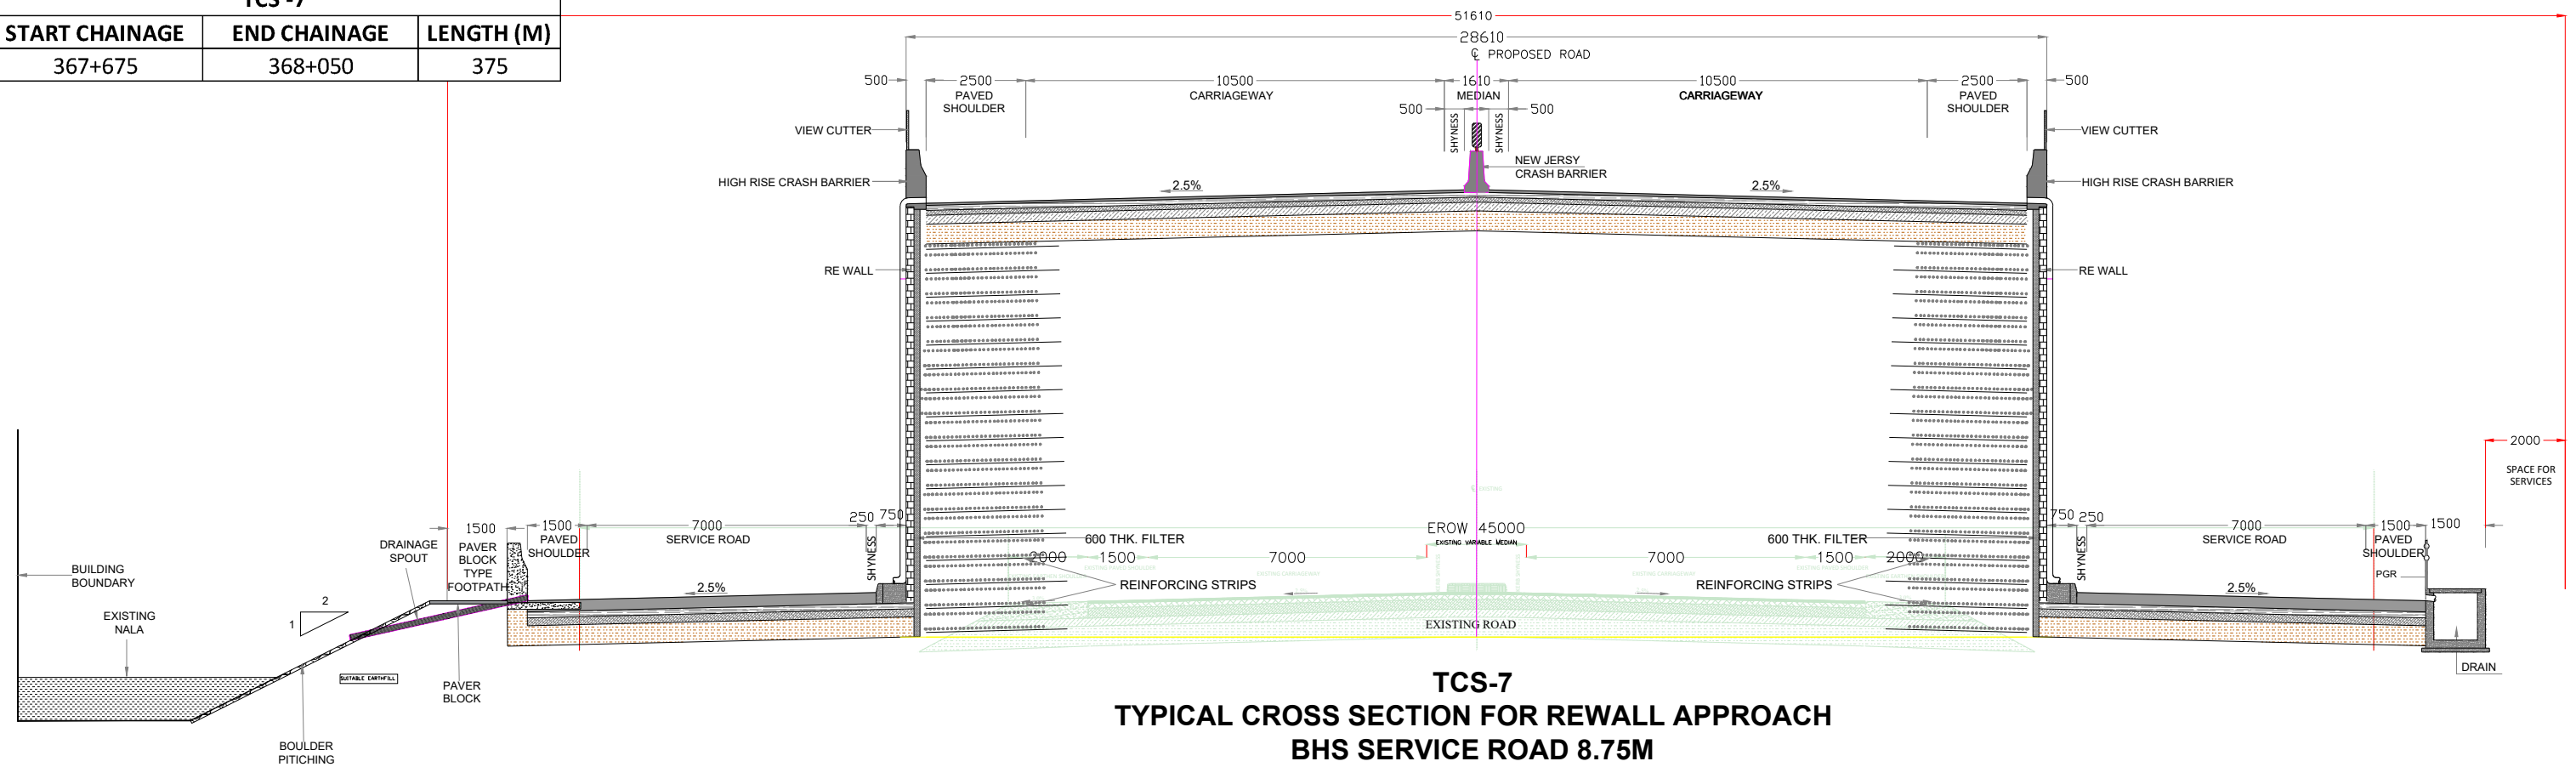 TCS -7
START CHAINAGE END CHAINAGE LENGTH (M)
367+675 368+050 375
51610
28610
℄ PROPOSED ROAD
500 2500 10500 1610 10500 2500 500
PAVED SHOULDER
CARRIAGEWAY
MEDIAN
CARRIAGEWAY
PAVED SHOULDER
500 500
SHYNESS
SHYNESS
VIEW CUTTER
VIEW CUTTER
NEW JERSY
CRASH BARRIER
HIGH RISE CRASH BARRIER
HIGH RISE CRASH BARRIER
2.5% 2.5%
RE WALL
RE WALL
2000
SPACE FOR
SERVICES
1500 1500 7000 250 750
PAVER
BLOCK
TYPE
FOOTPATH
PAVED
SHOULDER
SERVICE ROAD
SHYNESS
DRAINAGE
SPOUT
EROW 45000
EXISTING VARIABLE MEDIAN
600 THK. FILTER
600 THK. FILTER
2000 1500 7000 7000 1500 2000
REINFORCING STRIPS
REINFORCING STRIPS
EXISTING ROAD
750 250 7000 1500 1500
SHYNESS
SERVICE ROAD
PAVED
SHOULDER
PGR
2.5%
2.5%
DRAIN
BUILDING
BOUNDARY
EXISTING
NALA
2
1
SUITABLE EARTHFILL
PAVER
BLOCK
BOULDER
PITICHING
TCS-7
TYPICAL CROSS SECTION FOR REWALL APPROACH
BHS SERVICE ROAD 8.75M